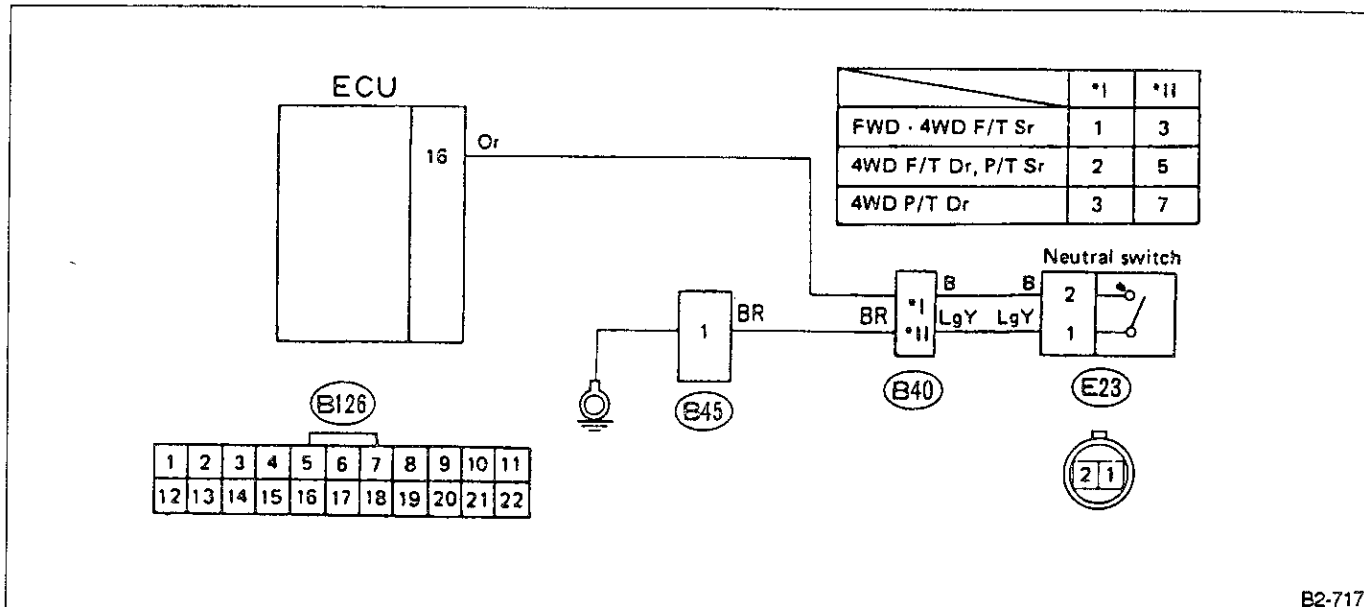 ECU
16
Or
*I *II
FWD · 4WD F/T Sr 1 3
4WD F/T Dr, P/T Sr 2 5
4WD P/T Dr 3 7
Neutral switch
*I B B 2
1 BR BR *II LgY LgY 1
B126
B45
B40
E23
1 2 3 4 5 6 7 8 9 10 11
12 13 14 15 16 17 18 19 20 21 22
2 1
B2-717